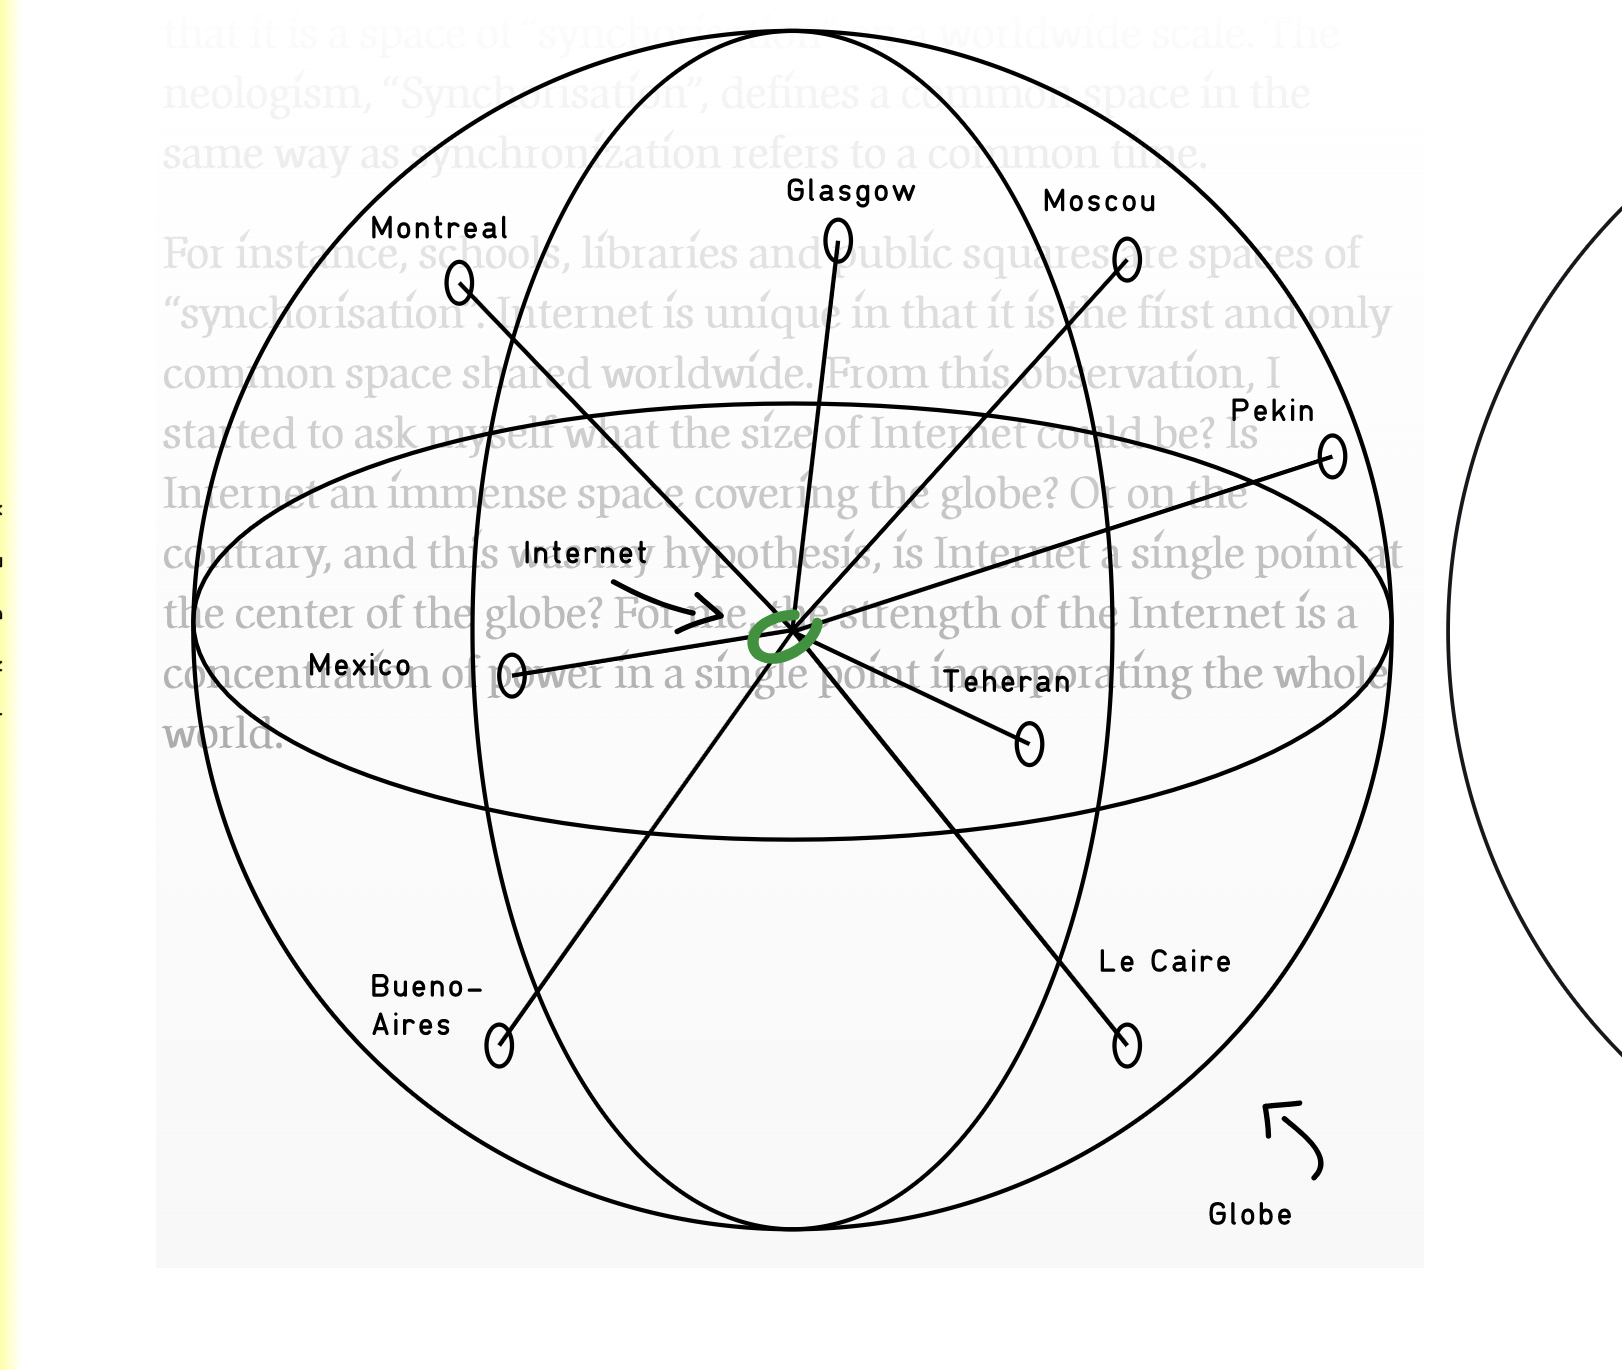 that it is a space of “synchorisation” on a worldwide scale. The
neologism, “Synchorisation”, defines a common space in the
same way as synchronization refers to a common time.
For instance, schools, libraries and public squares are spaces of
“synchorisation”. Internet is unique in that it is the first and only
common space shared worldwide. From this observation, I
started to ask myself what the size of Internet could be? Is
Internet an immense space covering the globe? Or on the
contrary, and this was my hypothesis, is Internet a single point at
the center of the globe? For me, the strength of the Internet is a
concentration of power in a single point incorporating the whole
world.
Glasgow
Moscou
Montreal
Pekin
Internet
Mexico
Teheran
Le Caire
Bueno-
Aires
Globe